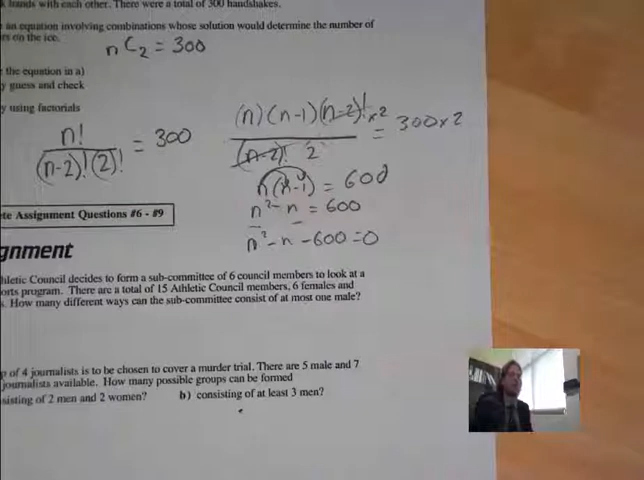 hands with each other. There were a total of 300 handshakes.
an equation involving combinations whose solution would determine the number of
on the ice.
nC₂ = 300
the equation in a)
y guess and check
y using factorials
n!
(n-2)!(2)!
= 300
(n)(n-1)(n-2)! ×2
(n-2)! 2
= 300×2
n(n-1) = 600
n² - n = 600
n² - n - 600 = 0
te Assignment Questions #6 - #9
gnment
hletic Council decides to form a sub-committee of 6 council members to look at a
orts program. There are a total of 15 Athletic Council members, 6 females and
s. How many different ways can the sub-committee consist of at most one male?
p of 4 journalists is to be chosen to cover a murder trial. There are 5 male and 7
journalists available. How many possible groups can be formed
sisting of 2 men and 2 women? b) consisting of at least 3 men?